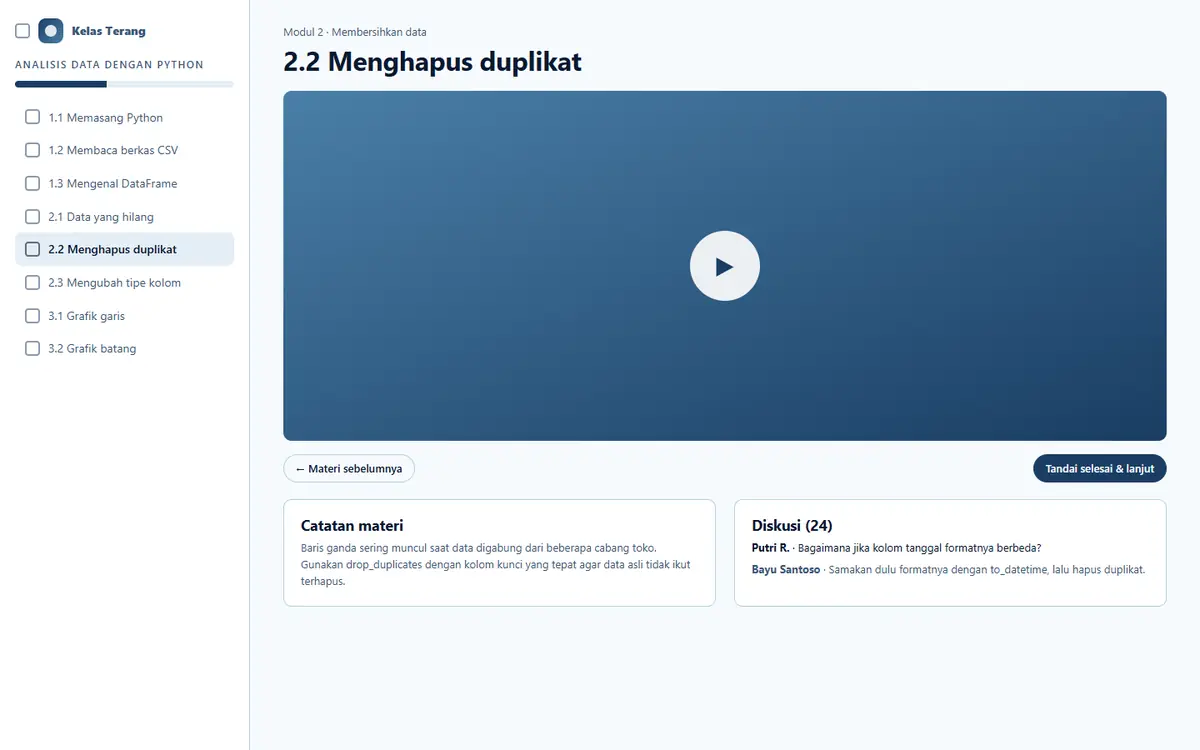 Kelas Terang
ANALISIS DATA DENGAN PYTHON
1.1 Memasang Python
1.2 Membaca berkas CSV
1.3 Mengenal DataFrame
2.1 Data yang hilang
2.2 Menghapus duplikat
2.3 Mengubah tipe kolom
3.1 Grafik garis
3.2 Grafik batang
Modul 2 · Membersihkan data
2.2 Menghapus duplikat
← Materi sebelumnya
Tandai selesai & lanjut
Catatan materi
Baris ganda sering muncul saat data digabung dari beberapa cabang toko.
Gunakan drop_duplicates dengan kolom kunci yang tepat agar data asli tidak ikut
terhapus.
Diskusi (24)
Putri R. · Bagaimana jika kolom tanggal formatnya berbeda?
Bayu Santoso · Samakan dulu formatnya dengan to_datetime, lalu hapus duplikat.